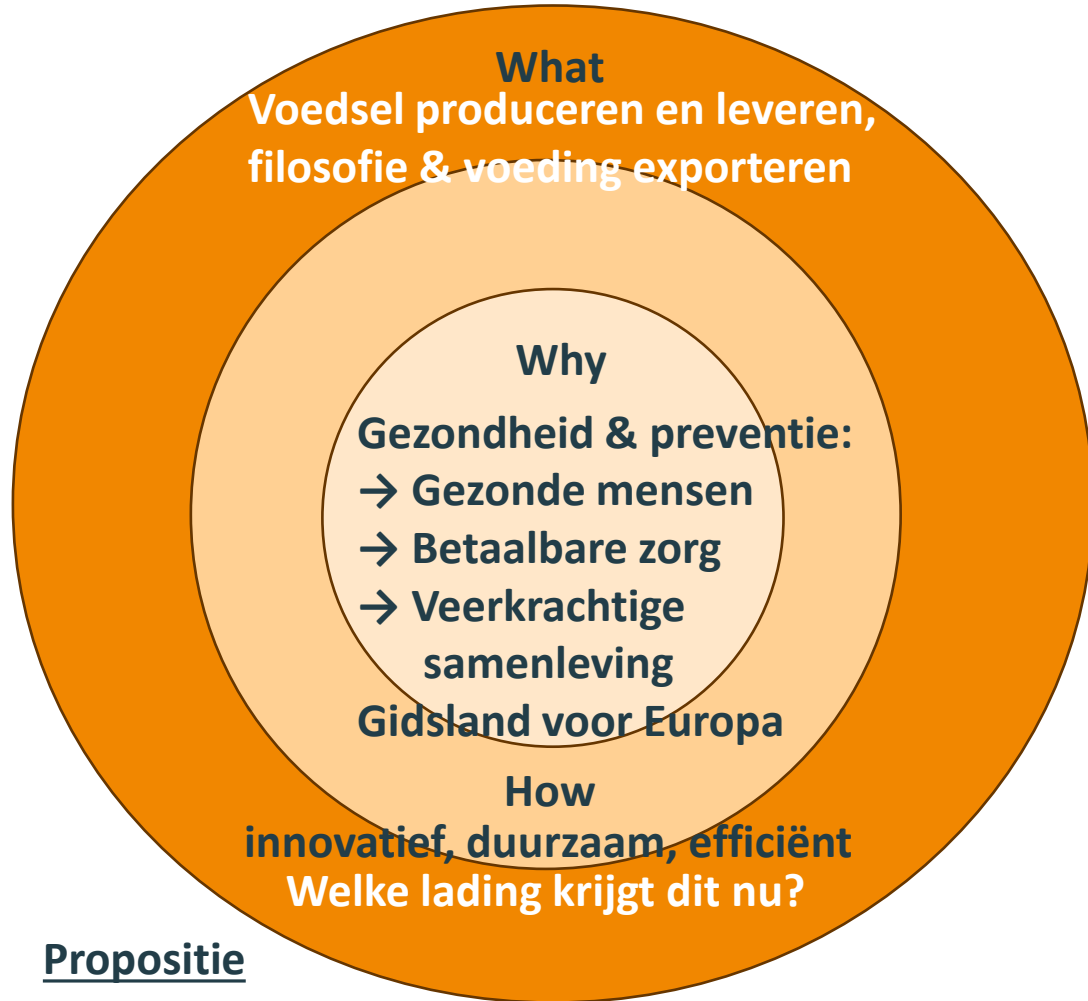 What
Voedsel produceren en leveren,
filosofie & voeding exporteren
Why
Gezondheid & preventie:
→ Gezonde mensen
→ Betaalbare zorg
→ Veerkrachtige
samenleving
Gidsland voor Europa
How
innovatief, duurzaam, efficiënt
Welke lading krijgt dit nu?
Propositie